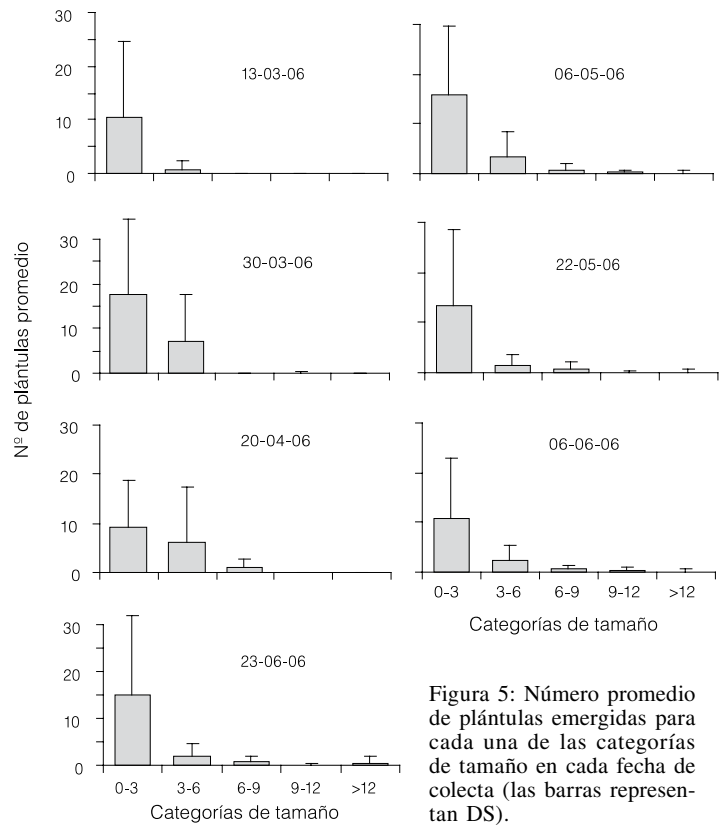 Nº de plántulas promedio
30
20
10
0
13-03-06
06-05-06
30
20
10
0
30-03-06
22-05-06
30
20
10
0
20-04-06
06-06-06
0-3 3-6 6-9 9-12 >12
Categorías de tamaño
30
20
10
0
23-06-06
0-3 3-6 6-9 9-12 >12
Categorías de tamaño
Figura 5: Número promedio
de plántulas emergidas para
cada una de las categorías
de tamaño en cada fecha de
colecta (las barras represen-
tan DS).